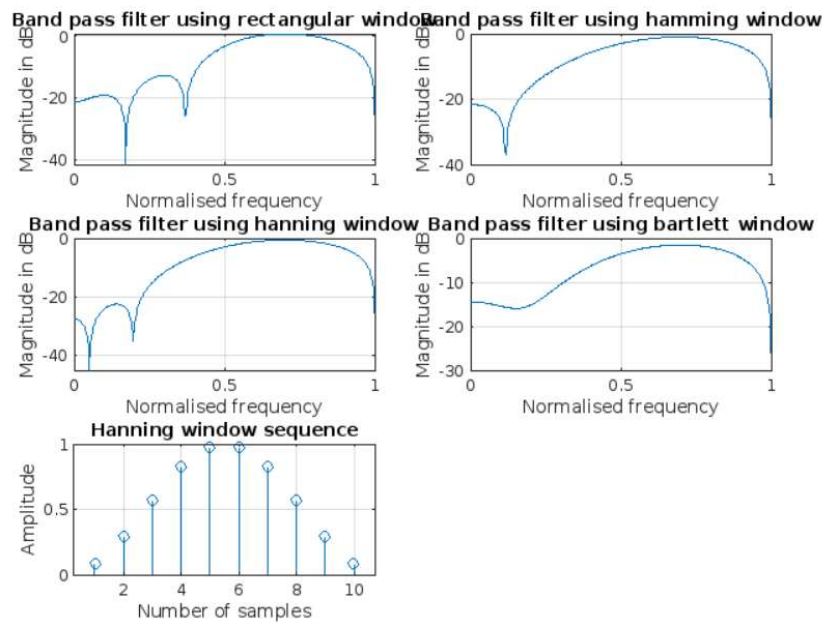 Band pass filter using rectangular window
Magnitude in dB
0
-20
-40
0
0.5
1
Normalised frequency
Band pass filter using hamming window
Magnitude in dB
0
-20
-40
0
0.5
1
Normalised frequency
Band pass filter using hanning window
Magnitude in dB
0
-20
-40
0
0.5
1
Normalised frequency
Band pass filter using bartlett window
Magnitude in dB
0
-10
-20
-30
0
0.5
1
Normalised frequency
Hanning window sequence
Amplitude
1
0.5
0
2
4
6
8
10
Number of samples